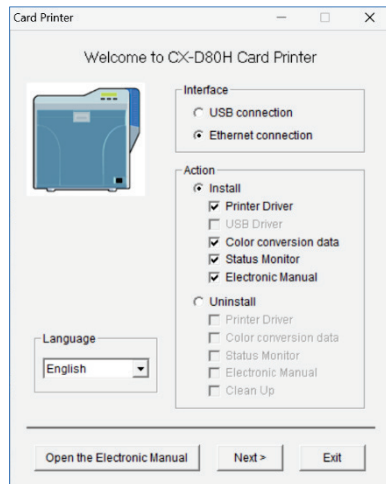 Card Printer
Welcome to CX-D80H Card Printer
Interface
USB connection
Ethernet connection
Action
Install
Printer Driver
USB Driver
Color conversion data
Status Monitor
Electronic Manual
Uninstall
Printer Driver
Color conversion data
Status Monitor
Electronic Manual
Clean Up
Language
English
Open the Electronic Manual
Next >
Exit